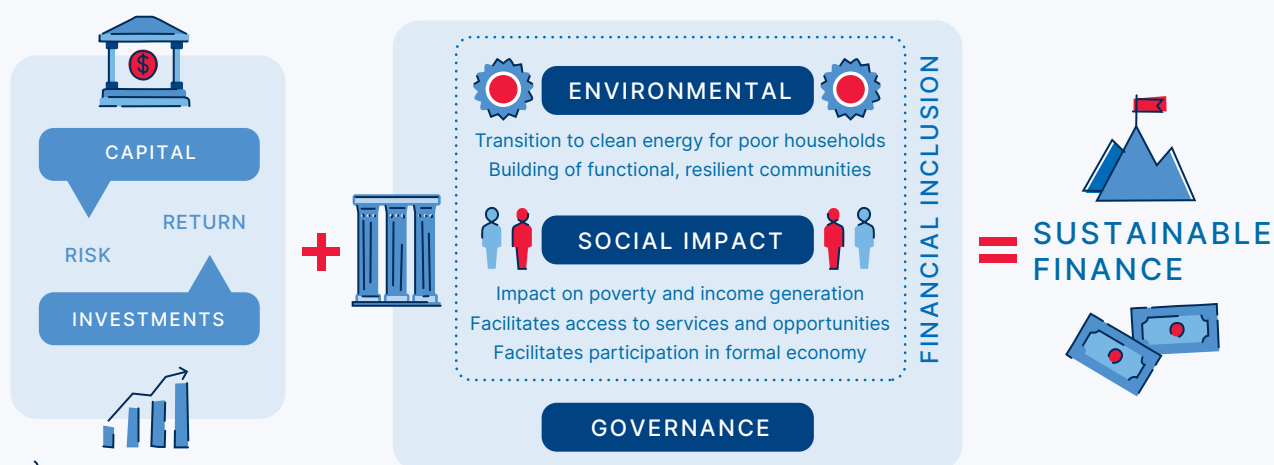 CAPITAL
RETURN
RISK
INVESTMENTS
ENVIRONMENTAL
Transition to clean energy for poor households
Building of functional, resilient communities
SOCIAL IMPACT
Impact on poverty and income generation
Facilitates access to services and opportunities
Facilitates participation in formal economy
GOVERNANCE
FINANCIAL INCLUSION
SUSTAINABLE
FINANCE